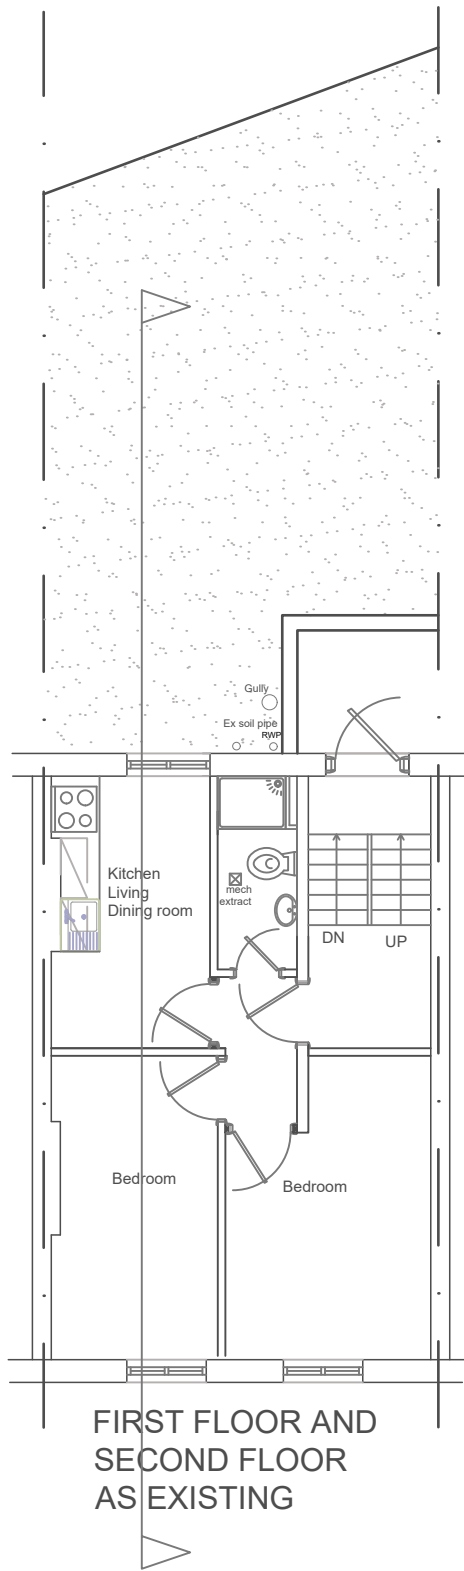 Gully
Ex soil pipe
RWP
Kitchen
Living
Dining room
mech
extract
DN
UP
Bedroom
Bedroom
FIRST FLOOR AND
SECOND FLOOR
AS EXISTING